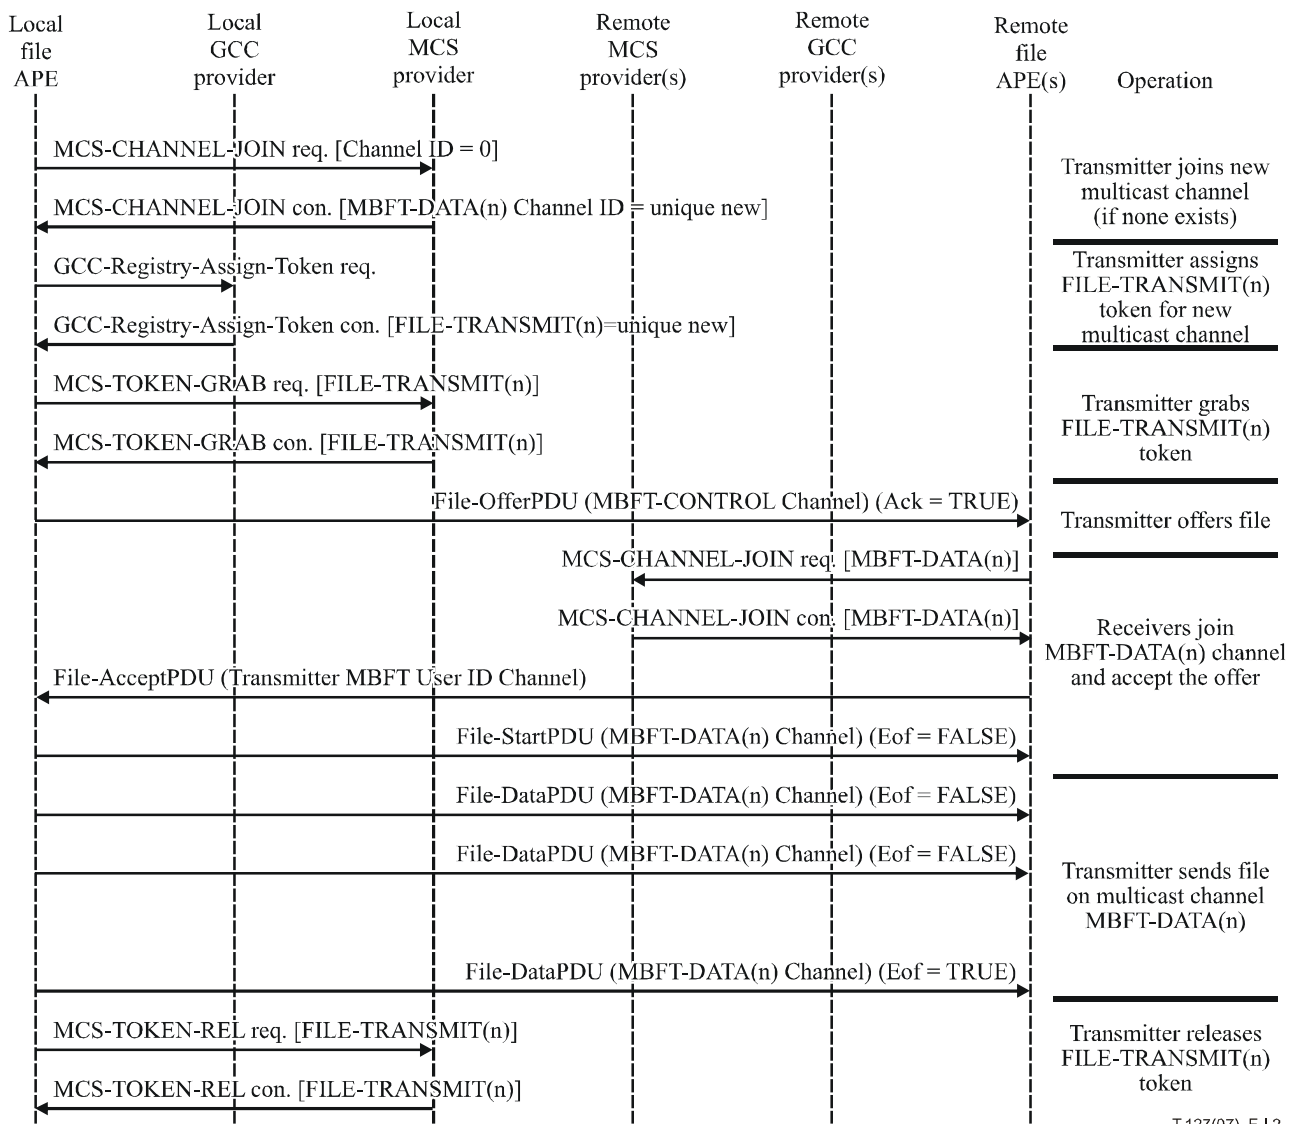 Local
file
APE
Local
GCC
provider
Local
MCS
provider
Remote
MCS
provider(s)
Remote
GCC
provider(s)
Remote
file
APE(s)
Operation
MCS-CHANNEL-JOIN req. [Channel ID = 0]
MCS-CHANNEL-JOIN con. [MBFT-DATA(n) Channel ID = unique new]
Transmitter joins new
multicast channel
(if none exists)
GCC-Registry-Assign-Token req.
GCC-Registry-Assign-Token con. [FILE-TRANSMIT(n)=unique new]
Transmitter assigns
FILE-TRANSMIT(n)
token for new
multicast channel
MCS-TOKEN-GRAB req. [FILE-TRANSMIT(n)]
MCS-TOKEN-GRAB con. [FILE-TRANSMIT(n)]
Transmitter grabs
FILE-TRANSMIT(n)
token
File-OfferPDU (MBFT-CONTROL Channel) (Ack = TRUE)
Transmitter offers file
MCS-CHANNEL-JOIN req. [MBFT-DATA(n)]
MCS-CHANNEL-JOIN con. [MBFT-DATA(n)]
File-AcceptPDU (Transmitter MBFT User ID Channel)
Receivers join
MBFT-DATA(n) channel
and accept the offer
File-StartPDU (MBFT-DATA(n) Channel) (Eof = FALSE)
File-DataPDU (MBFT-DATA(n) Channel) (Eof = FALSE)
File-DataPDU (MBFT-DATA(n) Channel) (Eof = FALSE)
File-DataPDU (MBFT-DATA(n) Channel) (Eof = TRUE)
Transmitter sends file
on multicast channel
MBFT-DATA(n)
MCS-TOKEN-REL req. [FILE-TRANSMIT(n)]
MCS-TOKEN-REL con. [FILE-TRANSMIT(n)]
Transmitter releases
FILE-TRANSMIT(n)
token